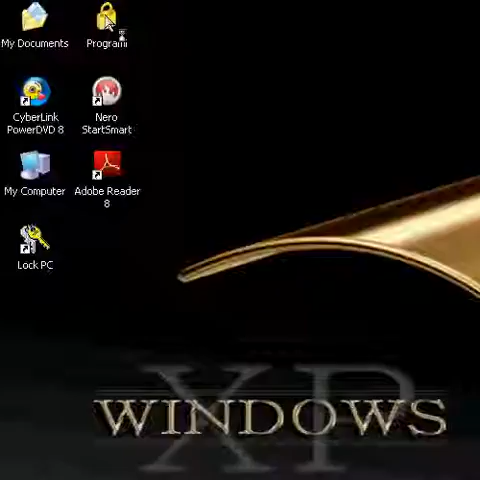 My Documents
Programi
CyberLink
PowerDVD 8
Nero
StartSmart
My Computer
Adobe Reader
8
Lock PC
XP
WINDOWS